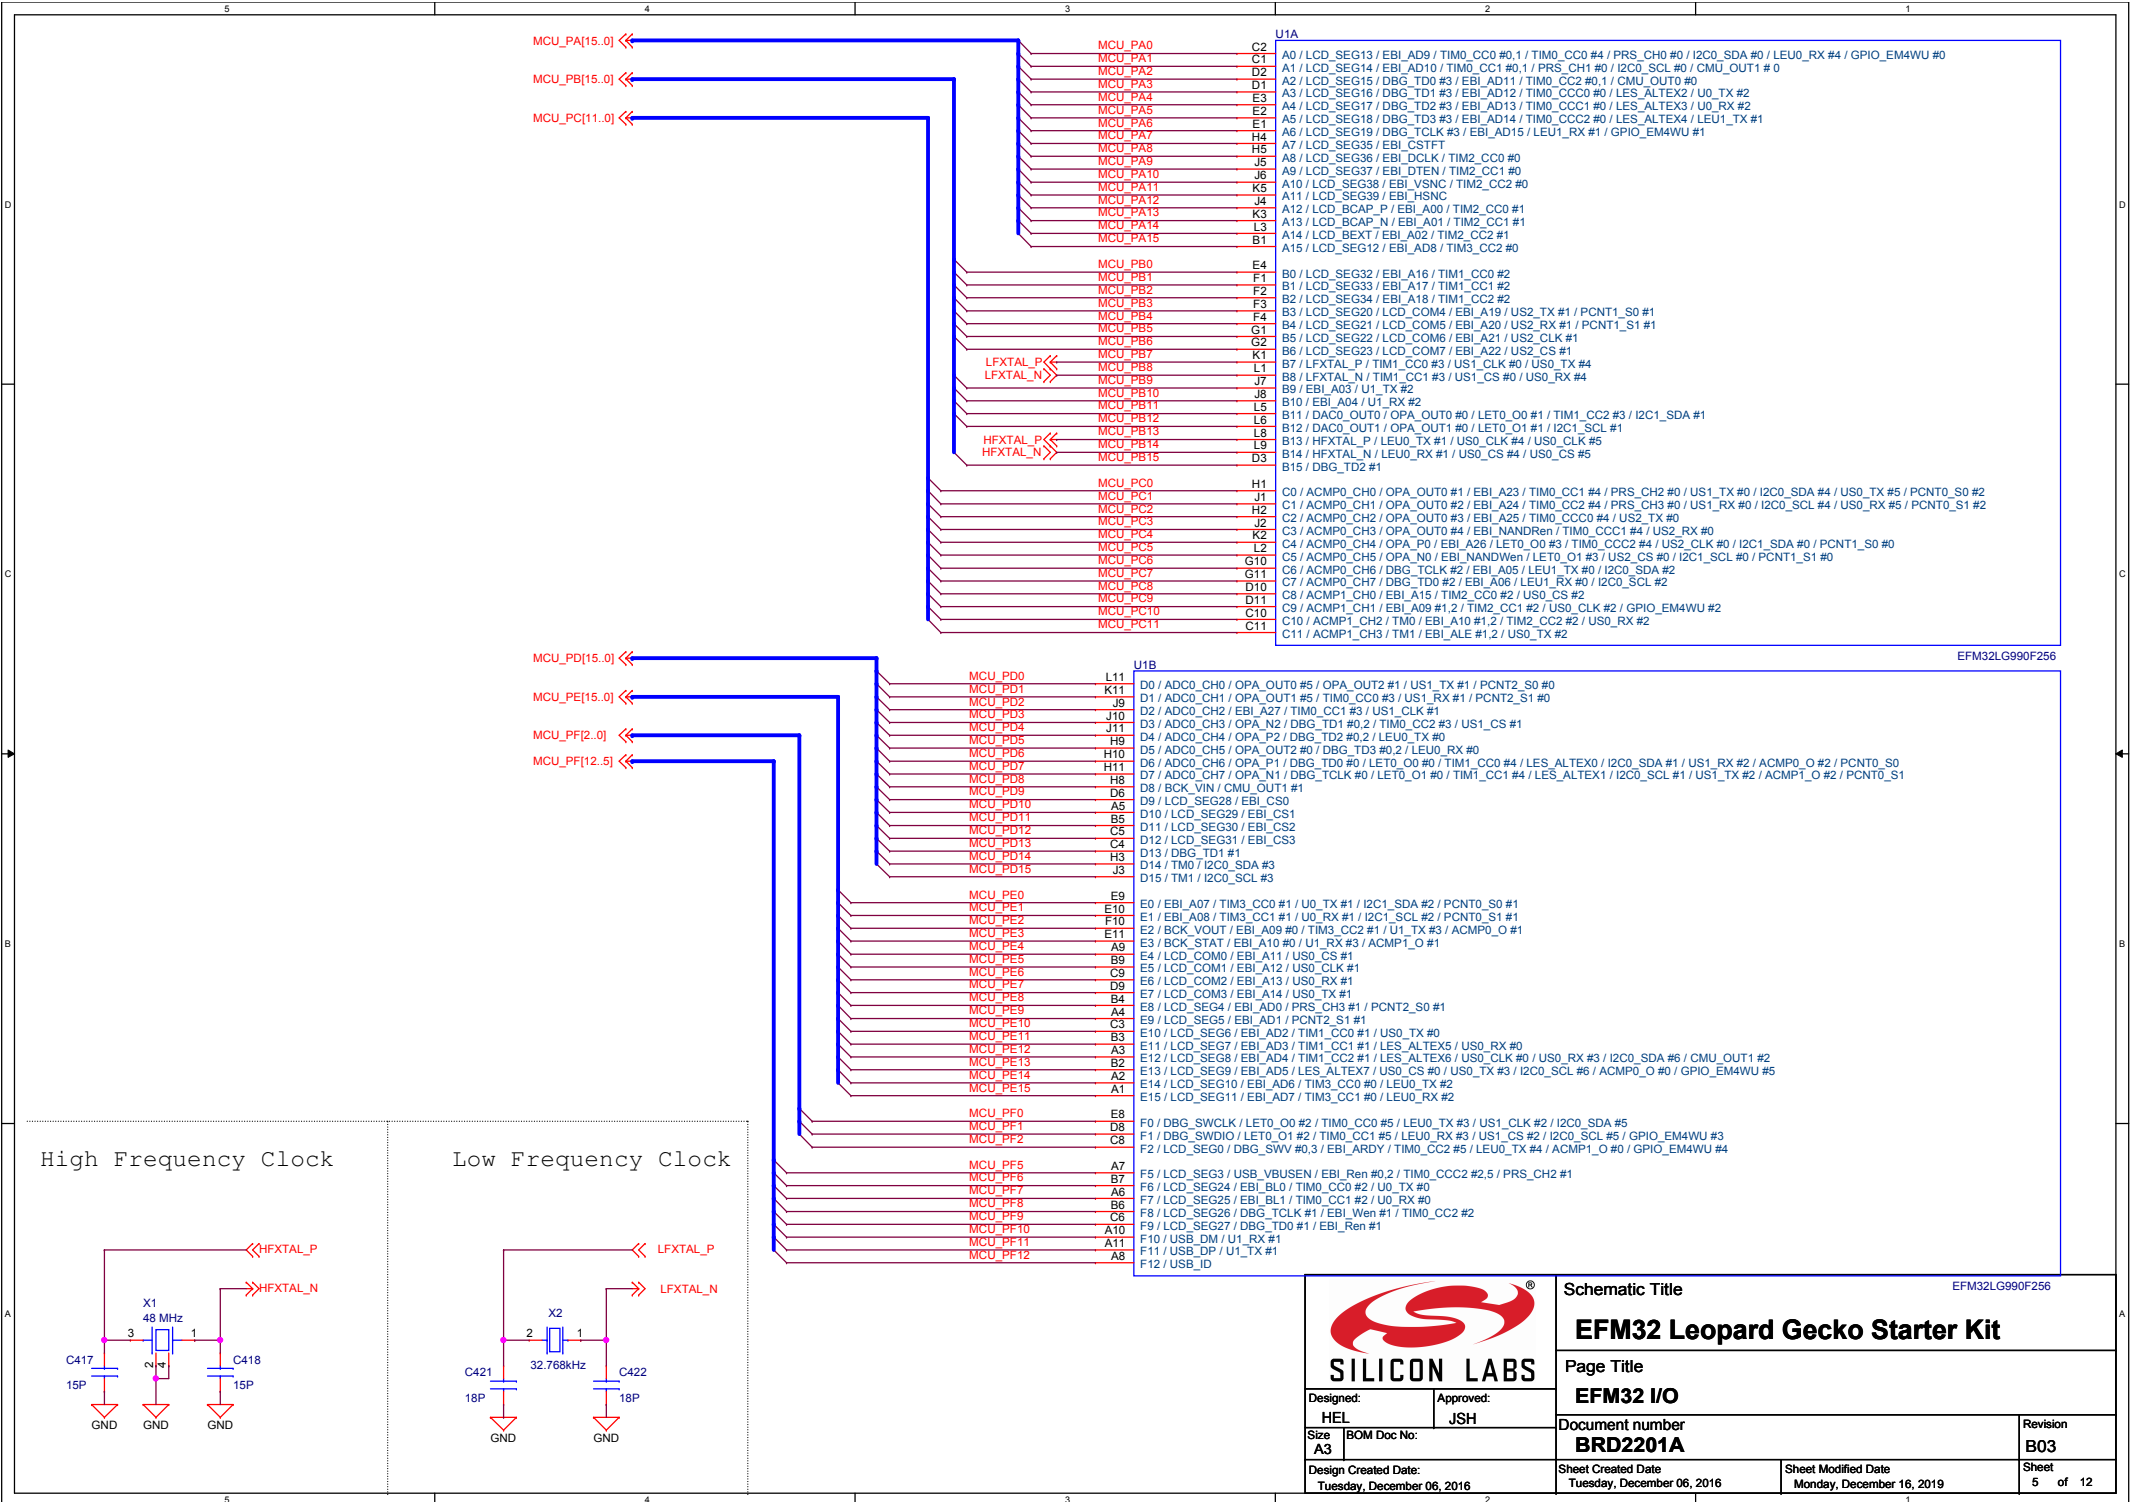 5 4 3 2 1
MCU_PA[15..0]
MCU_PB[15..0]
MCU_PC[11..0]
U1A
MCU_PA0 C2 A0 / LCD_SEG13 / EBI_AD9 / TIM0_CC0 #0,1 / TIM0_CC0 #4 / PRS_CH0 #0 / I2C0_SDA #0 / LEU0_RX #4 / GPIO_EM4WU #0
MCU_PA1 C1 A1 / LCD_SEG14 / EBI_AD10 / TIM0_CC1 #0,1 / PRS_CH1 #0 / I2C0_SCL #0 / CMU_OUT1 # 0
MCU_PA2 D2 A2 / LCD_SEG15 / DBG_TD0 #3 / EBI_AD11 / TIM0_CC2 #0,1 / CMU_OUT0 #0
MCU_PA3 D1 A3 / LCD_SEG16 / DBG_TD1 #3 / EBI_AD12 / TIM0_CCC0 #0 / LES_ALTEX2 / U0_TX #2
MCU_PA4 E3 A4 / LCD_SEG17 / DBG_TD2 #3 / EBI_AD13 / TIM0_CCC1 #0 / LES_ALTEX3 / U0_RX #2
MCU_PA5 E2 A5 / LCD_SEG18 / DBG_TD3 #3 / EBI_AD14 / TIM0_CCC2 #0 / LES_ALTEX4 / LEU1_TX #1
MCU_PA6 E1 A6 / LCD_SEG19 / DBG_TCLK #3 / EBI_AD15 / LEU1_RX #1 / GPIO_EM4WU #1
MCU_PA7 H4 A7 / LCD_SEG35 / EBI_CSTFT
MCU_PA8 H5 A8 / LCD_SEG36 / EBI_DCLK / TIM2_CC0 #0
MCU_PA9 J5 A9 / LCD_SEG37 / EBI_DTEN / TIM2_CC1 #0
MCU_PA10 J6 A10 / LCD_SEG38 / EBI_VSNC / TIM2_CC2 #0
MCU_PA11 K5 A11 / LCD_SEG39 / EBI_HSNC
MCU_PA12 J4 A12 / LCD_BCAP_P / EBI_A00 / TIM2_CC0 #1
MCU_PA13 K3 A13 / LCD_BCAP_N / EBI_A01 / TIM2_CC1 #1
MCU_PA14 L3 A14 / LCD_BEXT / EBI_A02 / TIM2_CC2 #1
MCU_PA15 B1 A15 / LCD_SEG12 / EBI_AD8 / TIM3_CC2 #0
MCU_PB0 E4 B0 / LCD_SEG32 / EBI_A16 / TIM1_CC0 #2
MCU_PB1 F1 B1 / LCD_SEG33 / EBI_A17 / TIM1_CC1 #2
MCU_PB2 F2 B2 / LCD_SEG34 / EBI_A18 / TIM1_CC2 #2
MCU_PB3 F3 B3 / LCD_SEG20 / LCD_COM4 / EBI_A19 / US2_TX #1 / PCNT1_S0 #1
MCU_PB4 F4 B4 / LCD_SEG21 / LCD_COM5 / EBI_A20 / US2_RX #1 / PCNT1_S1 #1
MCU_PB5 G1 B5 / LCD_SEG22 / LCD_COM6 / EBI_A21 / US2_CLK #1
MCU_PB6 G2 B6 / LCD_SEG23 / LCD_COM7 / EBI_A22 / US2_CS #1
LFXTAL_P MCU_PB7 K1 B7 / LFXTAL_P / TIM1_CC0 #3 / US1_CLK #0 / US0_TX #4
LFXTAL_N MCU_PB8 L1 B8 / LFXTAL_N / TIM1_CC1 #3 / US1_CS #0 / US0_RX #4
MCU_PB9 J7 B9 / EBI_A03 / U1_TX #2
MCU_PB10 J8 B10 / EBI_A04 / U1_RX #2
MCU_PB11 L5 B11 / DAC0_OUT0 / OPA_OUT0 #0 / LET0_O0 #1 / TIM1_CC2 #3 / I2C1_SDA #1
MCU_PB12 L6 B12 / DAC0_OUT1 / OPA_OUT1 #0 / LET0_O1 #1 / I2C1_SCL #1
HFXTAL_P MCU_PB13 L8 B13 / HFXTAL_P / LEU0_TX #1 / US0_CLK #4 / US0_CLK #5
HFXTAL_N MCU_PB14 L9 B14 / HFXTAL_N / LEU0_RX #1 / US0_CS #4 / US0_CS #5
MCU_PB15 D3 B15 / DBG_TD2 #1
MCU_PC0 H1 C0 / ACMP0_CH0 / OPA_OUT0 #1 / EBI_A23 / TIM0_CC1 #4 / PRS_CH2 #0 / US1_TX #0 / I2C0_SDA #4 / US0_TX #5 / PCNT0_S0 #2
MCU_PC1 J1 C1 / ACMP0_CH1 / OPA_OUT0 #2 / EBI_A24 / TIM0_CC2 #4 / PRS_CH3 #0 / US1_RX #0 / I2C0_SCL #4 / US0_RX #5 / PCNT0_S1 #2
MCU_PC2 H2 C2 / ACMP0_CH2 / OPA_OUT0 #3 / EBI_A25 / TIM0_CCC0 #4 / US2_TX #0
MCU_PC3 J2 C3 / ACMP0_CH3 / OPA_OUT0 #4 / EBI_NANDRen / TIM0_CCC1 #4 / US2_RX #0
MCU_PC4 K2 C4 / ACMP0_CH4 / OPA_P0 / EBI_A26 / LET0_O0 #3 / TIM0_CCC2 #4 / US2_CLK #0 / I2C1_SDA #0 / PCNT1_S0 #0
MCU_PC5 L2 C5 / ACMP0_CH5 / OPA_N0 / EBI_NANDWen / LET0_O1 #3 / US2_CS #0 / I2C1_SCL #0 / PCNT1_S1 #0
MCU_PC6 G10 C6 / ACMP0_CH6 / DBG_TCLK #2 / EBI_A05 / LEU1_TX #0 / I2C0_SDA #2
MCU_PC7 G11 C7 / ACMP0_CH7 / DBG_TD0 #2 / EBI_A06 / LEU1_RX #0 / I2C0_SCL #2
MCU_PC8 D10 C8 / ACMP1_CH0 / EBI_A15 / TIM2_CC0 #2 / US0_CS #2
MCU_PC9 D11 C9 / ACMP1_CH1 / EBI_A09 #1,2 / TIM2_CC1 #2 / US0_CLK #2 / GPIO_EM4WU #2
MCU_PC10 C10 C10 / ACMP1_CH2 / TM0 / EBI_A10 #1,2 / TIM2_CC2 #2 / US0_RX #2
MCU_PC11 C11 C11 / ACMP1_CH3 / TM1 / EBI_ALE #1,2 / US0_TX #2
EFM32LG990F256
MCU_PD[15..0]
MCU_PE[15..0]
MCU_PF[2..0]
MCU_PF[12..5]
U1B
MCU_PD0 L11 D0 / ADC0_CH0 / OPA_OUT0 #5 / OPA_OUT2 #1 / US1_TX #1 / PCNT2_S0 #0
MCU_PD1 K11 D1 / ADC0_CH1 / OPA_OUT1 #5 / TIM0_CC0 #3 / US1_RX #1 / PCNT2_S1 #0
MCU_PD2 J9 D2 / ADC0_CH2 / EBI_A27 / TIM0_CC1 #3 / US1_CLK #1
MCU_PD3 J10 D3 / ADC0_CH3 / OPA_N2 / DBG_TD1 #0,2 / TIM0_CC2 #3 / US1_CS #1
MCU_PD4 J11 D4 / ADC0_CH4 / OPA_P2 / DBG_TD2 #0,2 / LEU0_TX #0
MCU_PD5 H9 D5 / ADC0_CH5 / OPA_OUT2 #0 / DBG_TD3 #0,2 / LEU0_RX #0
MCU_PD6 H10 D6 / ADC0_CH6 / OPA_P1 / DBG_TD0 #0 / LET0_O0 #0 / TIM1_CC0 #4 / LES_ALTEX0 / I2C0_SDA #1 / US1_RX #2 / ACMP0_O #2 / PCNT0_S0
MCU_PD7 H11 D7 / ADC0_CH7 / OPA_N1 / DBG_TCLK #0 / LET0_O1 #0 / TIM1_CC1 #4 / LES_ALTEX1 / I2C0_SCL #1 / US1_TX #2 / ACMP1_O #2 / PCNT0_S1
MCU_PD8 H8 D8 / BCK_VIN / CMU_OUT1 #1
MCU_PD9 D6 D9 / LCD_SEG28 / EBI_CS0
MCU_PD10 A5 D10 / LCD_SEG29 / EBI_CS1
MCU_PD11 B5 D11 / LCD_SEG30 / EBI_CS2
MCU_PD12 C5 D12 / LCD_SEG31 / EBI_CS3
MCU_PD13 C4 D13 / DBG_TD1 #1
MCU_PD14 H3 D14 / TM0 / I2C0_SDA #3
MCU_PD15 J3 D15 / TM1 / I2C0_SCL #3
MCU_PE0 E9 E0 / EBI_A07 / TIM3_CC0 #1 / U0_TX #1 / I2C1_SDA #2 / PCNT0_S0 #1
MCU_PE1 E10 E1 / EBI_A08 / TIM3_CC1 #1 / U0_RX #1 / I2C1_SCL #2 / PCNT0_S1 #1
MCU_PE2 F10 E2 / BCK_VOUT / EBI_A09 #0 / TIM3_CC2 #1 / U1_TX #3 / ACMP0_O #1
MCU_PE3 E11 E3 / BCK_STAT / EBI_A10 #0 / U1_RX #3 / ACMP1_O #1
MCU_PE4 A9 E4 / LCD_COM0 / EBI_A11 / US0_CS #1
MCU_PE5 B9 E5 / LCD_COM1 / EBI_A12 / US0_CLK #1
MCU_PE6 C9 E6 / LCD_COM2 / EBI_A13 / US0_RX #1
MCU_PE7 D9 E7 / LCD_COM3 / EBI_A14 / US0_TX #1
MCU_PE8 B4 E8 / LCD_SEG4 / EBI_AD0 / PRS_CH3 #1 / PCNT2_S0 #1
MCU_PE9 A4 E9 / LCD_SEG5 / EBI_AD1 / PCNT2_S1 #1
MCU_PE10 C3 E10 / LCD_SEG6 / EBI_AD2 / TIM1_CC0 #1 / US0_TX #0
MCU_PE11 B3 E11 / LCD_SEG7 / EBI_AD3 / TIM1_CC1 #1 / LES_ALTEX5 / US0_RX #0
MCU_PE12 A3 E12 / LCD_SEG8 / EBI_AD4 / TIM1_CC2 #1 / LES_ALTEX6 / US0_CLK #0 / US0_RX #3 / I2C0_SDA #6 / CMU_OUT1 #2
MCU_PE13 B2 E13 / LCD_SEG9 / EBI_AD5 / LES_ALTEX7 / US0_CS #0 / US0_TX #3 / I2C0_SCL #6 / ACMP0_O #0 / GPIO_EM4WU #5
MCU_PE14 A2 E14 / LCD_SEG10 / EBI_AD6 / TIM3_CC0 #0 / LEU0_TX #2
MCU_PE15 A1 E15 / LCD_SEG11 / EBI_AD7 / TIM3_CC1 #0 / LEU0_RX #2
MCU_PF0 E8 F0 / DBG_SWCLK / LET0_O0 #2 / TIM0_CC0 #5 / LEU0_TX #3 / US1_CLK #2 / I2C0_SDA #5
MCU_PF1 D8 F1 / DBG_SWDIO / LET0_O1 #2 / TIM0_CC1 #5 / LEU0_RX #3 / US1_CS #2 / I2C0_SCL #5 / GPIO_EM4WU #3
MCU_PF2 C8 F2 / LCD_SEG0 / DBG_SWV #0,3 / EBI_ARDY / TIM0_CC2 #5 / LEU0_TX #4 / ACMP1_O #0 / GPIO_EM4WU #4
MCU_PF5 A7 F5 / LCD_SEG3 / USB_VBUSEN / EBI_Ren #0,2 / TIM0_CCC2 #2,5 / PRS_CH2 #1
MCU_PF6 B7 F6 / LCD_SEG24 / EBI_BL0 / TIM0_CC0 #2 / U0_TX #0
MCU_PF7 A6 F7 / LCD_SEG25 / EBI_BL1 / TIM0_CC1 #2 / U0_RX #0
MCU_PF8 B6 F8 / LCD_SEG26 / DBG_TCLK #1 / EBI_Wen #1 / TIM0_CC2 #2
MCU_PF9 C6 F9 / LCD_SEG27 / DBG_TD0 #1 / EBI_Ren #1
MCU_PF10 A10 F10 / USB_DM / U1_RX #1
MCU_PF11 A11 F11 / USB_DP / U1_TX #1
MCU_PF12 A8 F12 / USB_ID
EFM32LG990F256
D D
C C
B B
A A
High Frequency Clock
HFXTAL_P
HFXTAL_N
X1
48 MHz
3 1
2 4
C417 C418
15P 15P
GND GND GND
Low Frequency Clock
LFXTAL_P
LFXTAL_N
X2
2 1
32.768kHz
C421 C422
18P 18P
GND GND
®
SILICON LABS
Schematic Title
EFM32 Leopard Gecko Starter Kit
Page Title
EFM32 I/O
Designed: Approved:
HEL JSH
Document number Revision
BRD2201A B03
Size BOM Doc No:
A3
Design Created Date: Sheet Created Date Sheet Modified Date Sheet
Tuesday, December 06, 2016 Tuesday, December 06, 2016 Monday, December 16, 2019 5 of 12
5 4 3 2 1